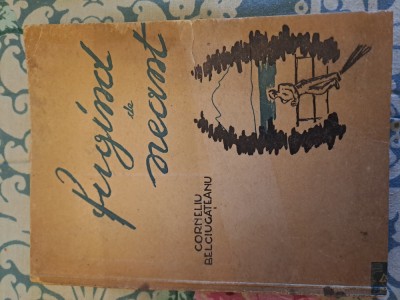 fugind
de
neant
CORNELIU
BELCIUGĂȚEANU